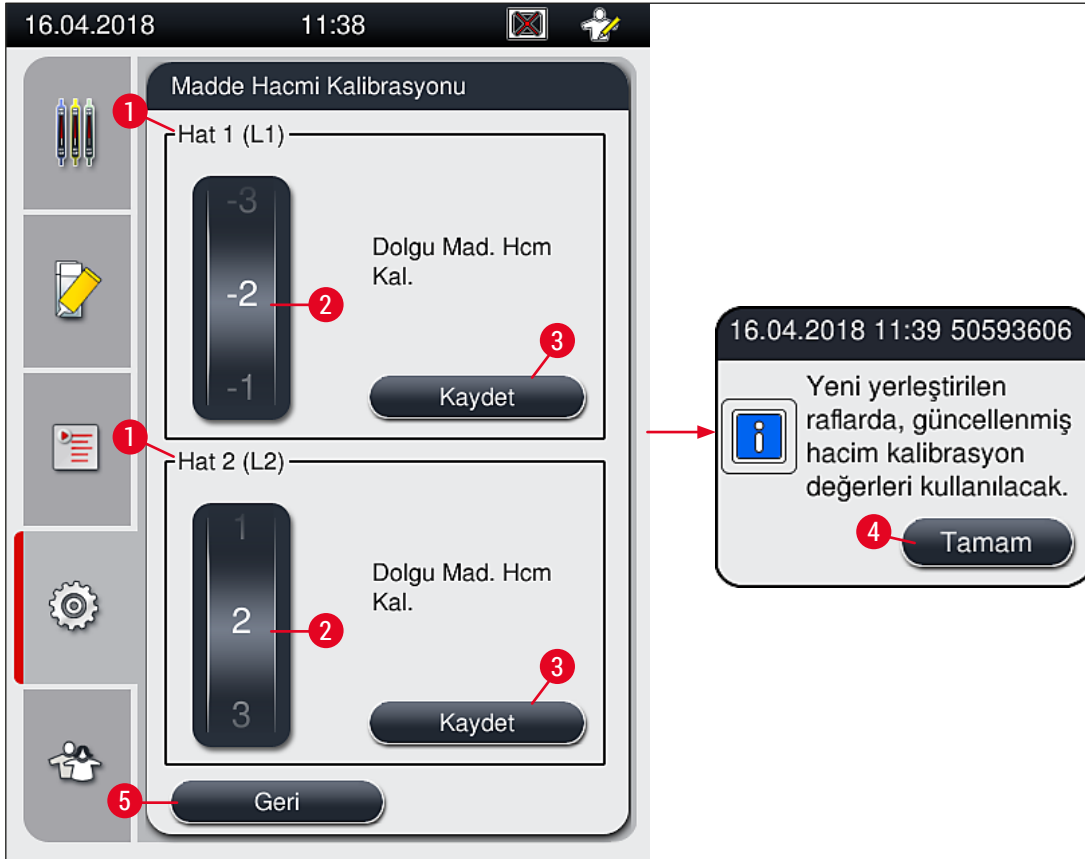 16.04.2018 11:38
Madde Hacmi Kalibrasyonu
1
Hat 1 (L1)
-3
-2
-1
2
Dolgu Mad. Hcm
Kal.
3
Kaydet
1
Hat 2 (L2)
1
2
3
2
Dolgu Mad. Hcm
Kal.
3
Kaydet
5
Geri
16.04.2018 11:39 50593606
i
Yeni yerleştirilen
raflarda, güncellenmiş
hacim kalibrasyon
değerleri kullanılacak.
4
Tamam